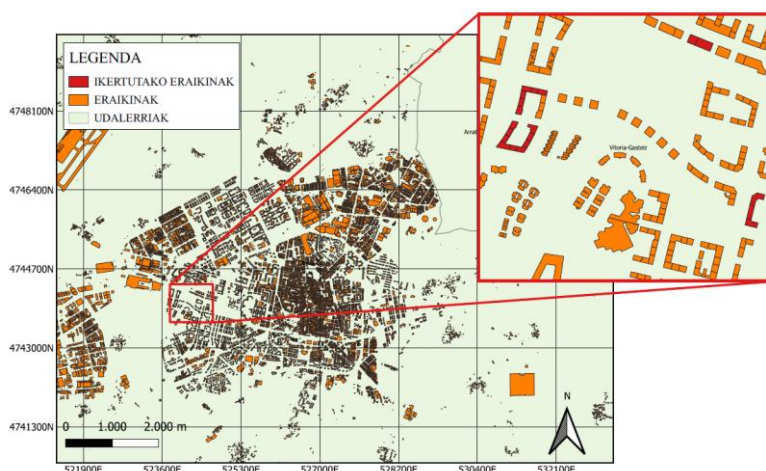 LEGENDA
IKERTUTAKO ERAIKINAK
ERAIKINAK
UDALERRIAK
4748100N
4746400N
4744700N
4743000N
4741300N
Vitoria-Gasteiz
N
0 1.000 2.000 m
521900E 523600E 525300E 527000E 528700E 530400E 532100E